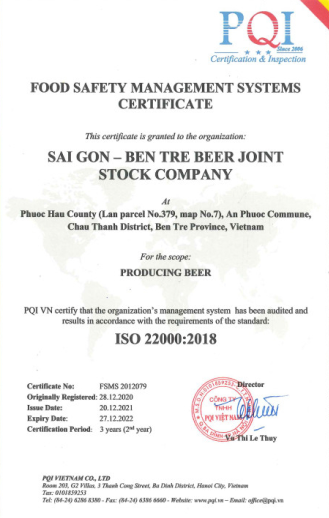 PQI
Since 2006
Certification & Inspection
FOOD SAFETY MANAGEMENT SYSTEMS
CERTIFICATE
This certificate is granted to the organization:
SAI GON – BEN TRE BEER JOINT
STOCK COMPANY
At
Phuoc Hau County (Lan parcel No.379, map No.7), An Phuoc Commune,
Chau Thanh District, Ben Tre Province, Vietnam
For the scope:
PRODUCING BEER
PQI VN certify that the organization's management system has been audited and
results in accordance with the requirements of the standard:
ISO 22000:2018
Certificate No: FSMS 2012079
Originally Registered: 28.12.2020
Issue Date: 20.12.2021
Expiry Date: 27.12.2022
Certification Period: 3 years (2nd year)
Director
CÔNG TY
TNHH
PQI VIỆT NAM
Vu Thi Le Thuy
PQI VIETNAM CO., LTD
Room 203, G2 Villas, 3 Thanh Cong Street, Ba Dinh District, Hanoi City, Vietnam
Tax: 0101859253
Tel: (84-24) 6286 8380 - Fax: (84-24) 6386 6660 - Website: www.pqi.vn – Email: office@pqi.vn